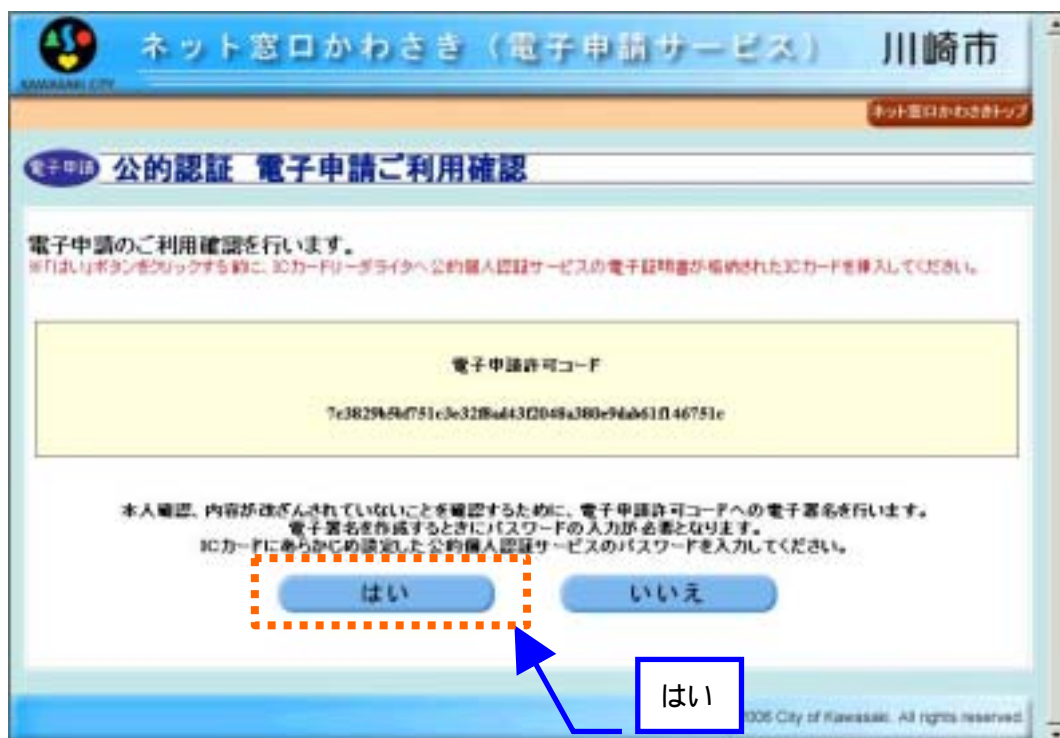 ネット窓口かわさき（電子申請サービス）
川崎市
KAWASAKI CITY
ネット窓口かわさきトップ
電子申請 公的認証 電子申請ご利用確認
電子申請のご利用確認を行います。
※「はい」ボタンをクリックする前に、ICカードリーダライタへ公的個人認証サービスの電子証明書が格納されたICカードを挿入してください。
電子申請許可コード
本人確認、内容が改ざんされていないことを確認するために、電子申請許可コードへの電子署名を行います。
電子署名を作成するときにパスワードの入力が必要となります。
ICカードにあらかじめ設定した公的個人認証サービスのパスワードを入力してください。
はい
いいえ
はい
2006 City of Kawasaki. All rights reserved.